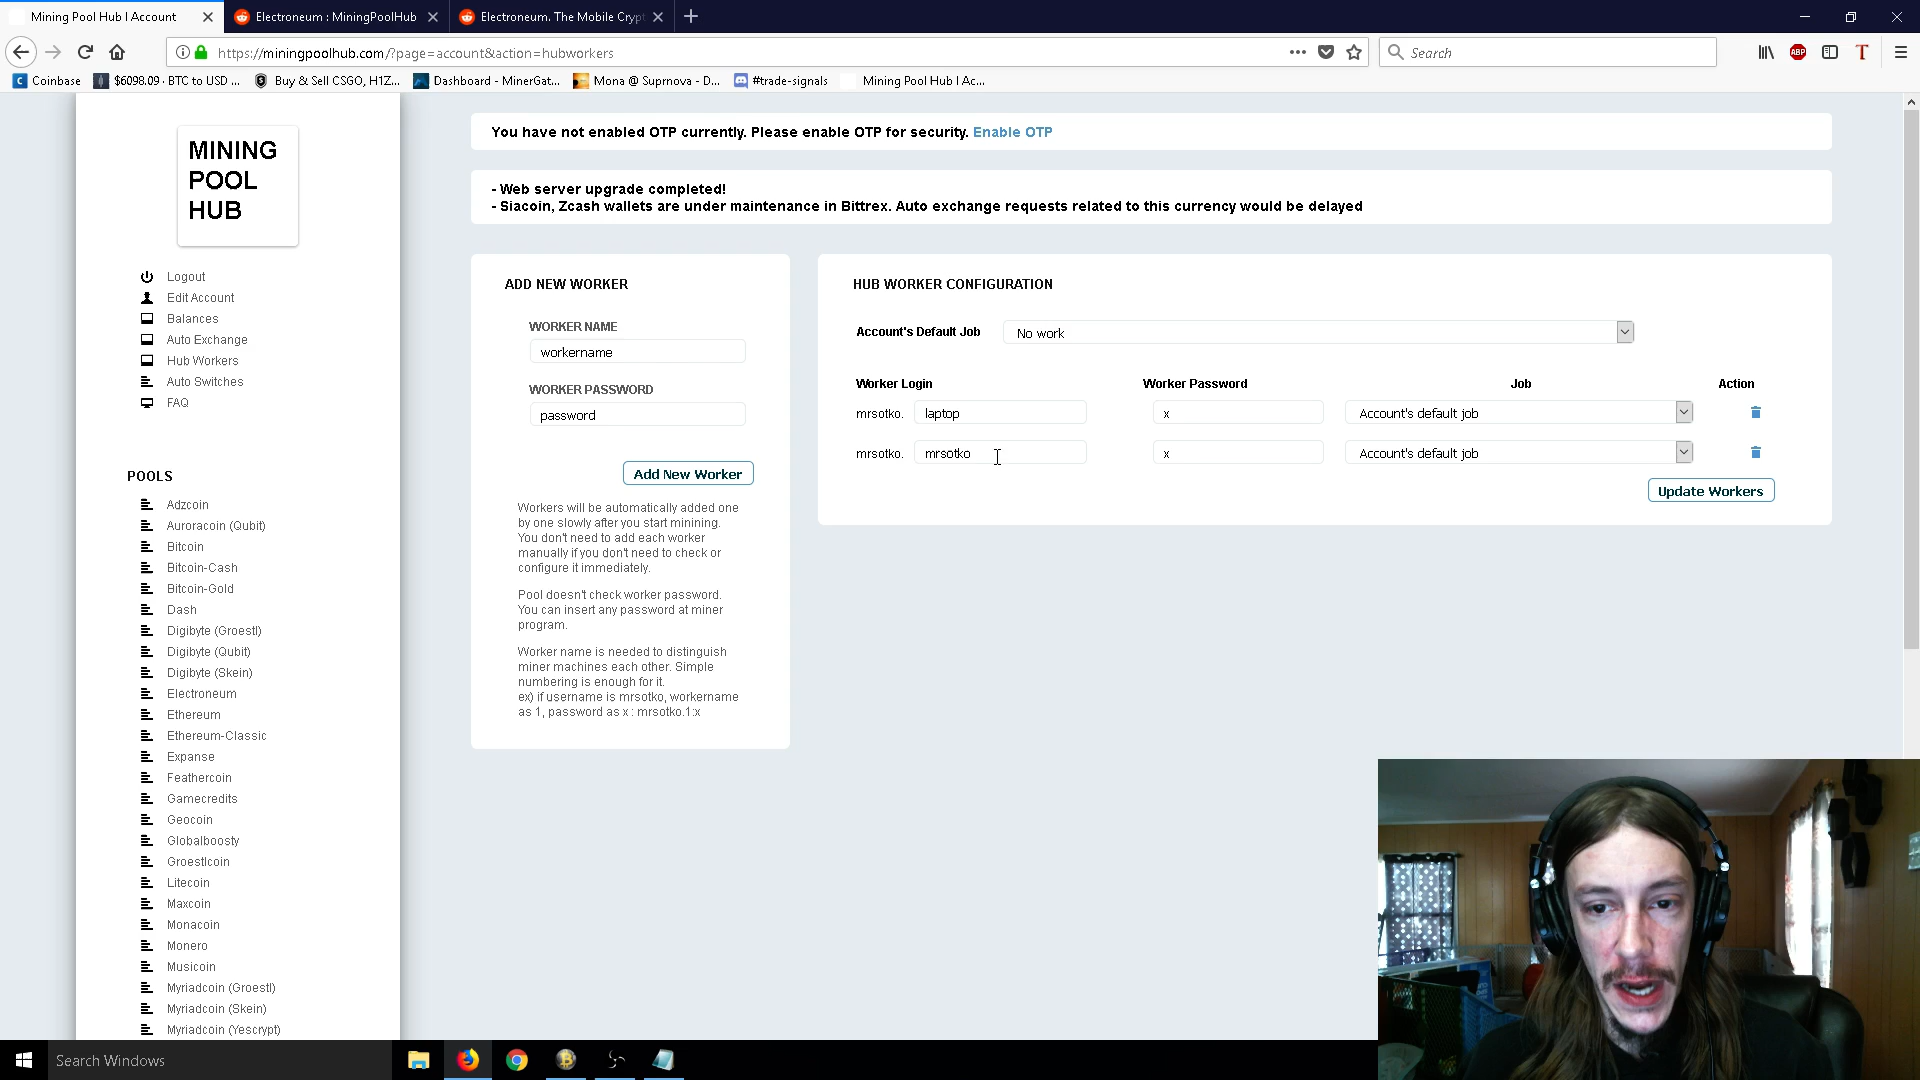 Mining Pool Hub | Account
Electroneum : MiningPoolHub
Electroneum. The Mobile Crypt
https://miningpoolhub.com/?page=account&action=hubworkers
Search
Coinbase
$6098.09 · BTC to USD ...
Buy & Sell CSGO, H1Z...
Dashboard - MinerGat...
Mona @ Suprnova - D...
#trade-signals
Mining Pool Hub | Ac...
ABP
MINING
POOL
HUB
Logout
Edit Account
Balances
Auto Exchange
Hub Workers
Auto Switches
FAQ
POOLS
Adzcoin
Auroracoin (Qubit)
Bitcoin
Bitcoin-Cash
Bitcoin-Gold
Dash
Digibyte (Groestl)
Digibyte (Qubit)
Digibyte (Skein)
Electroneum
Ethereum
Ethereum-Classic
Expanse
Feathercoin
Gamecredits
Geocoin
Globalboosty
Groestlcoin
Litecoin
Maxcoin
Monacoin
Monero
Musicoin
Myriadcoin (Groestl)
Myriadcoin (Skein)
Myriadcoin (Yescrypt)
You have not enabled OTP currently. Please enable OTP for security. Enable OTP
- Web server upgrade completed!
- Siacoin, Zcash wallets are under maintenance in Bittrex. Auto exchange requests related to this currency would be delayed
ADD NEW WORKER
WORKER NAME
workername
WORKER PASSWORD
password
Add New Worker
Workers will be automatically added one
by one slowly after you start minining.
You don't need to add each worker
manually if you don't need to check or
configure it immediately.
Pool doesn't check worker password.
You can insert any password at miner
program.
Worker name is needed to distinguish
miner machines each other. Simple
numbering is enough for it.
ex) if username is mrsotko, workername
as 1, password as x : mrsotko.1:x
HUB WORKER CONFIGURATION
Account's Default Job No work
Worker Login Worker Password Job Action
mrsotko. laptop x Account's default job
mrsotko. mrsotko x Account's default job
Update Workers
Search Windows